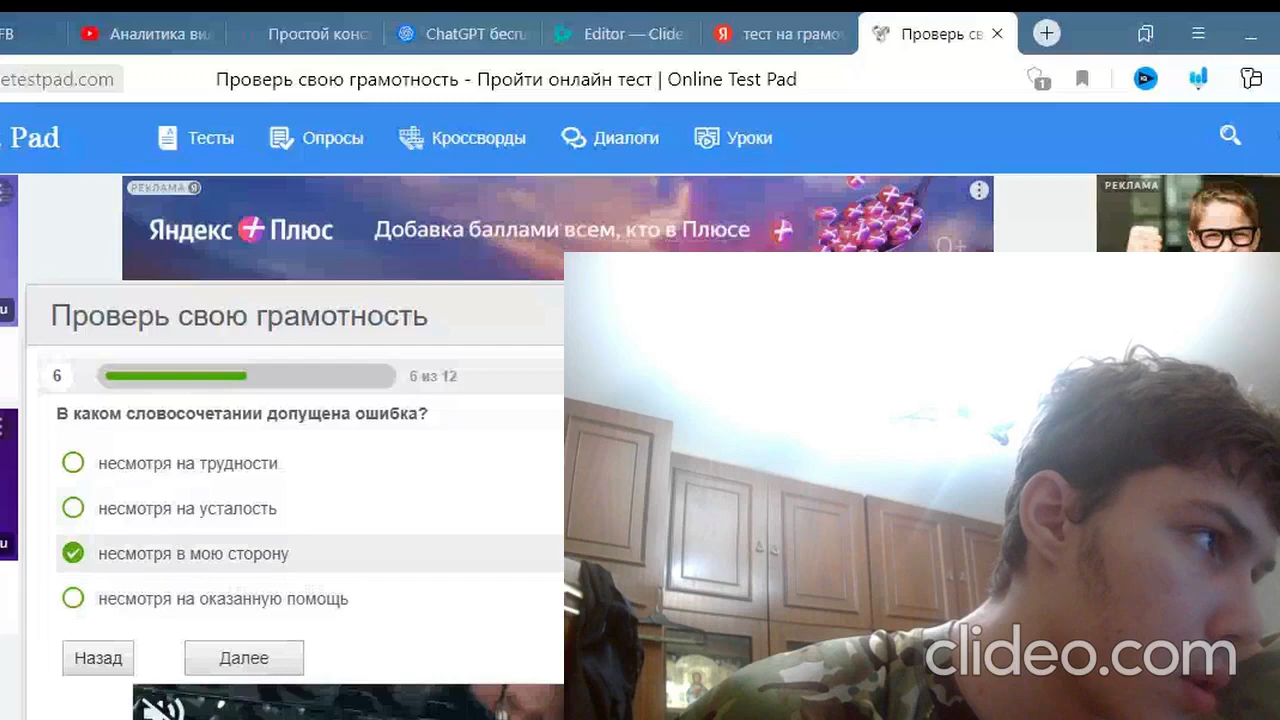 FB
Аналитика ви
Простой конс
ChatGPT беспл
Editor — Clide
Я тест на грамо
Проверь св
etestpad.com
Проверь свою грамотность - Пройти онлайн тест | Online Test Pad
1
Pad
Тесты
Опросы
Кроссворды
Диалоги
Уроки
РЕКЛАМА Я
Яндекс Плюс
Добавка баллами всем, кто в Плюсе
0+
РЕКЛАМА
u
Проверь свою грамотность
6
6 из 12
В каком словосочетании допущена ошибка?
несмотря на трудности
несмотря на усталость
несмотря в мою сторону
u
несмотря на оказанную помощь
Назад
Далее
clideo.com